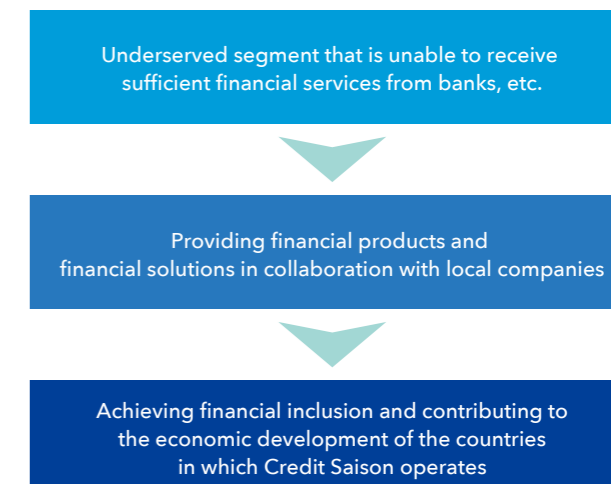 Underserved segment that is unable to receive
sufficient financial services from banks, etc.
Providing financial products and
financial solutions in collaboration with local companies
Achieving financial inclusion and contributing to
the economic development of the countries
in which Credit Saison operates